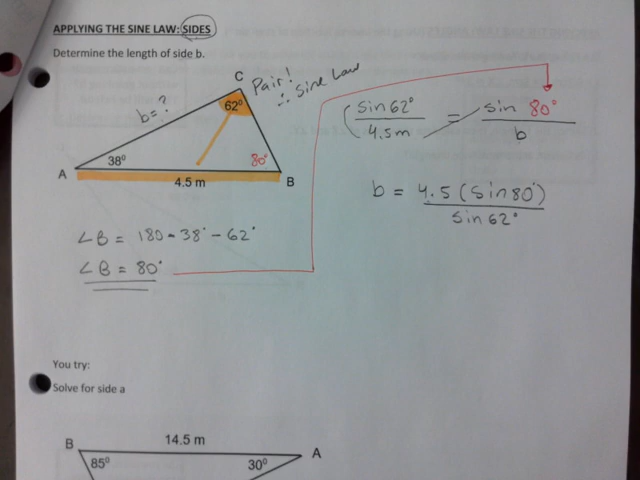 APPLYING THE SINE LAW: SIDES
Determine the length of side b.
C
Pair!
∴ Sine Law
b=?
62°
38°
80°
A
4.5 m
B
sin 62° / 4.5m = sin 80° / b
b = 4.5 (sin 80°) / sin 62°
∠B = 180 - 38° - 62°
∠B = 80°
You try:
Solve for side a
B
14.5 m
A
85°
30°